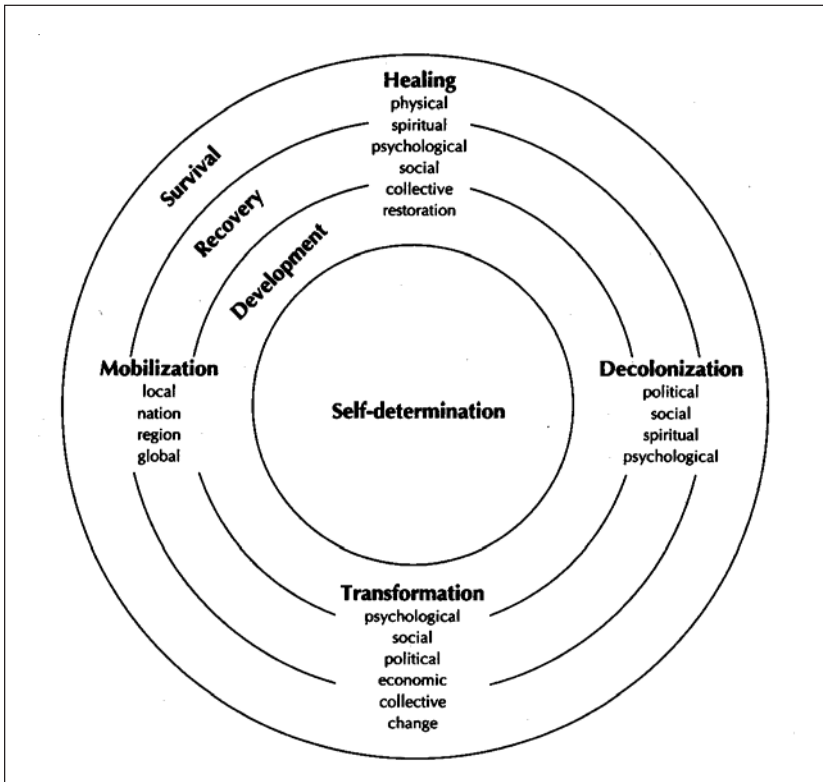 Healing
physical
spiritual
psychological
social
collective
restoration
Survival
Recovery
Development
Mobilization
local
nation
region
global
Self-determination
Decolonization
political
social
spiritual
psychological
Transformation
psychological
social
political
economic
collective
change